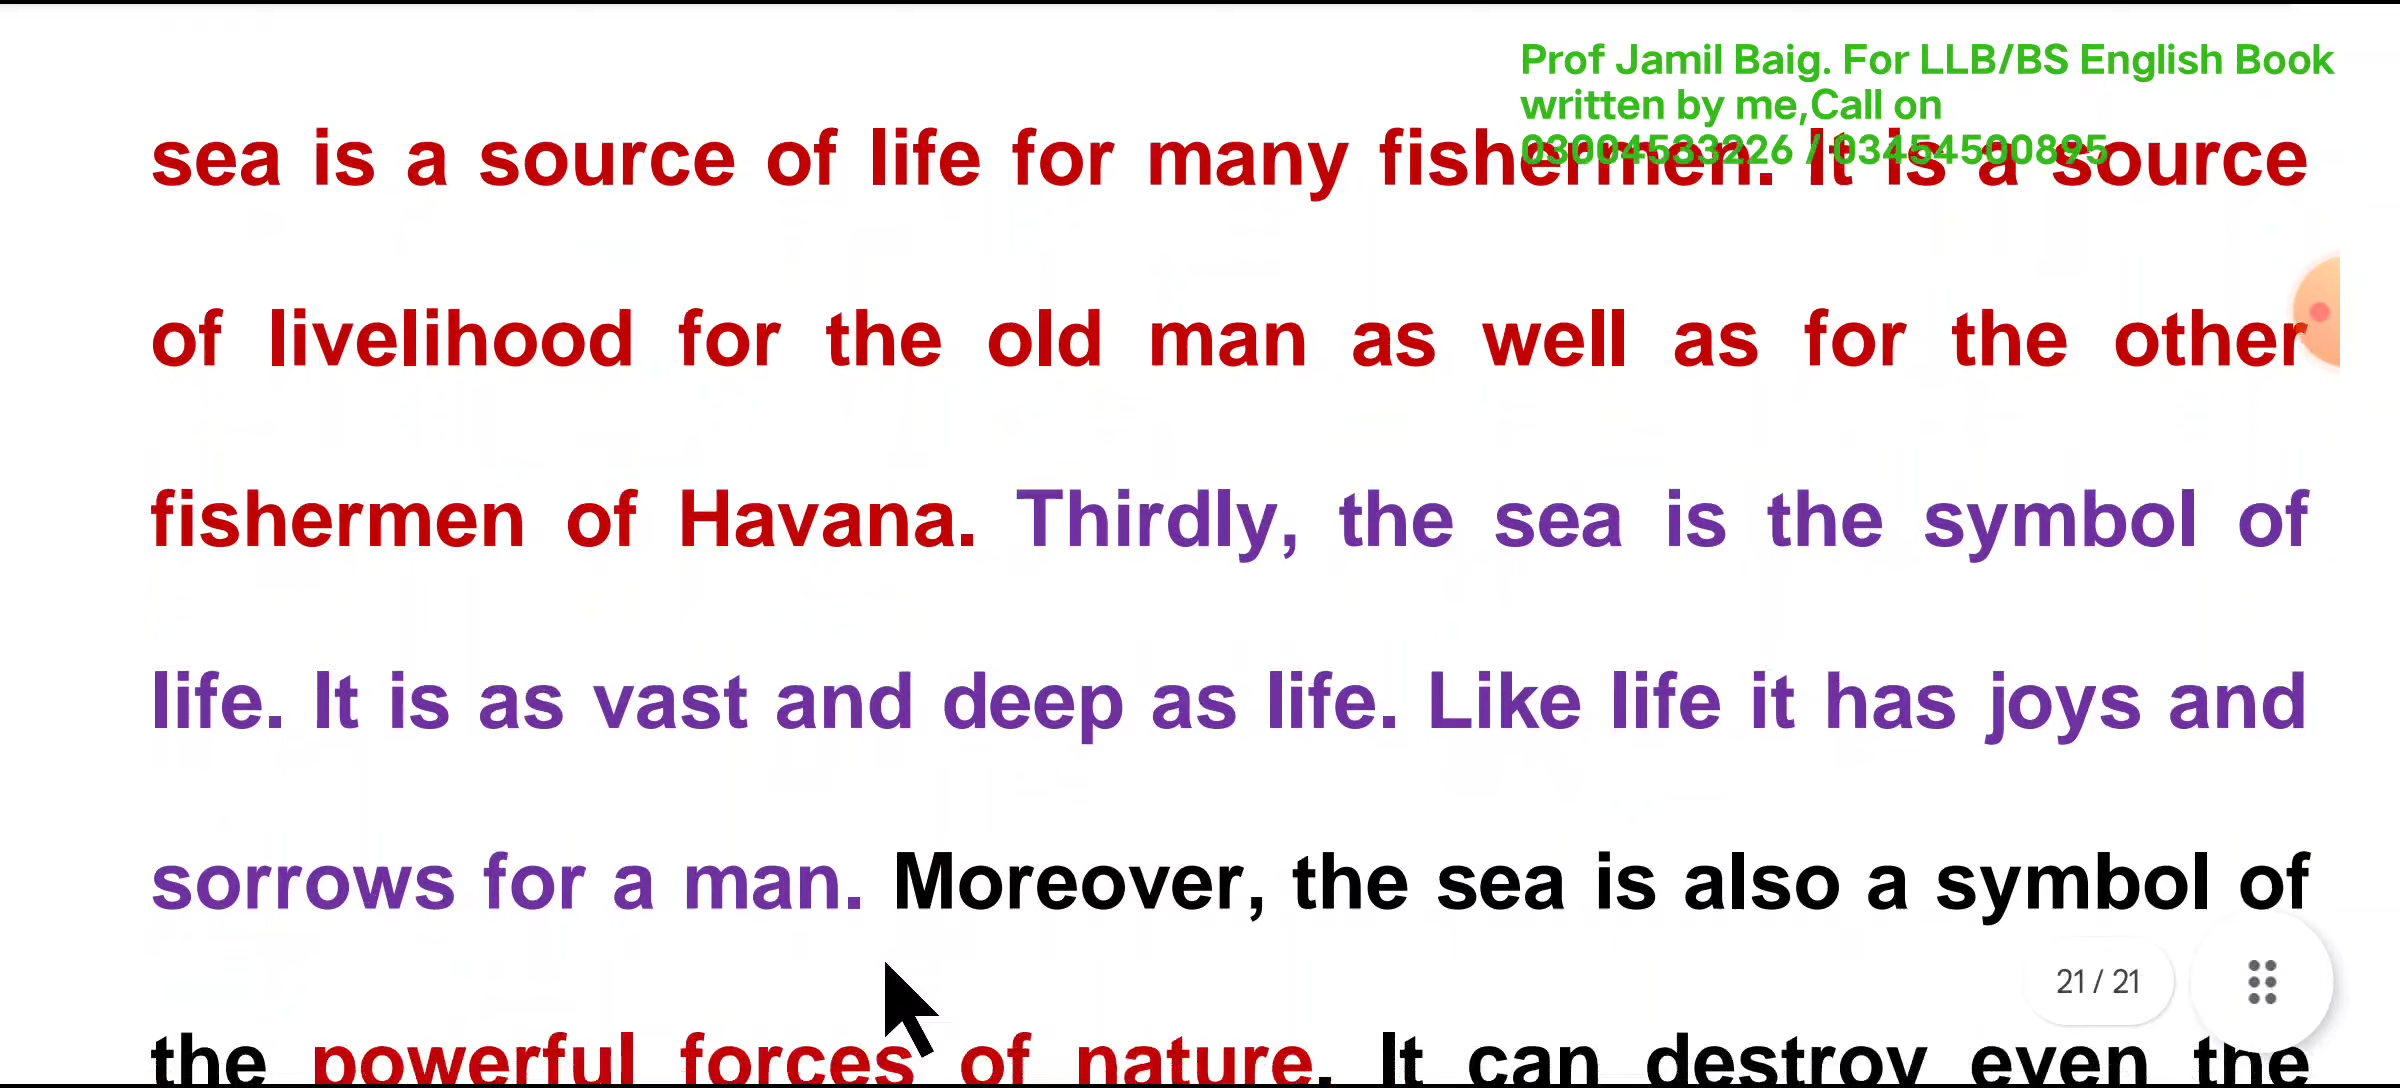 Prof Jamil Baig. For LLB/BS English Book
written by me,Call on
03004533226 / 03454500895
sea is a source of life for many fishermen. It is a source
of livelihood for the old man as well as for the other
fishermen of Havana. Thirdly, the sea is the symbol of
life. It is as vast and deep as life. Like life it has joys and
sorrows for a man. Moreover, the sea is also a symbol of
the powerful forces of nature. It can destroy even the
21 / 21